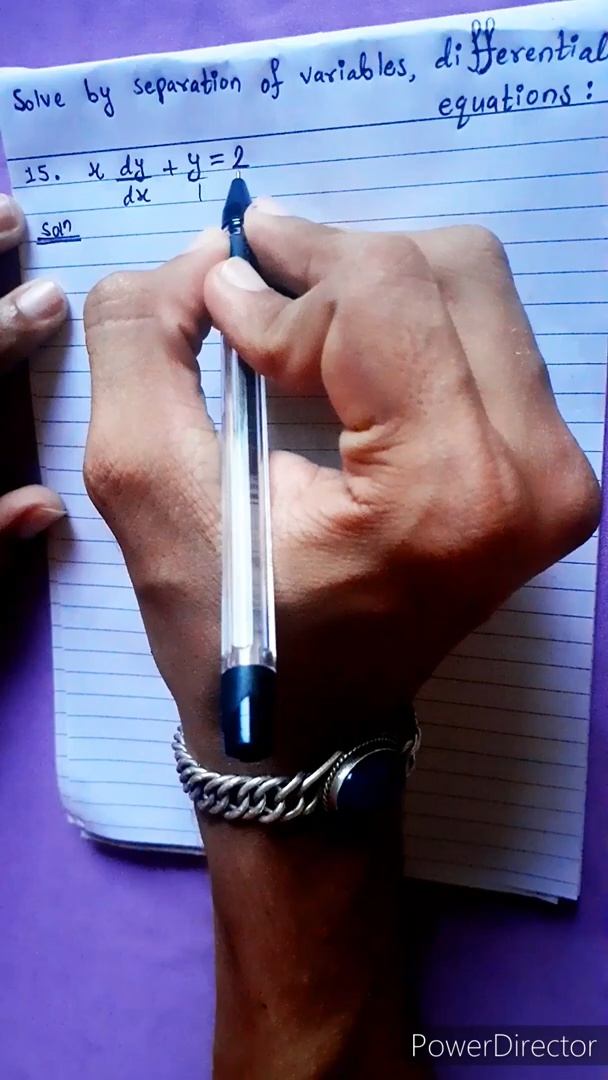 Solve by separation of variables, differential
equations :
15. x dy/dx + y = 2
Soln
PowerDirector